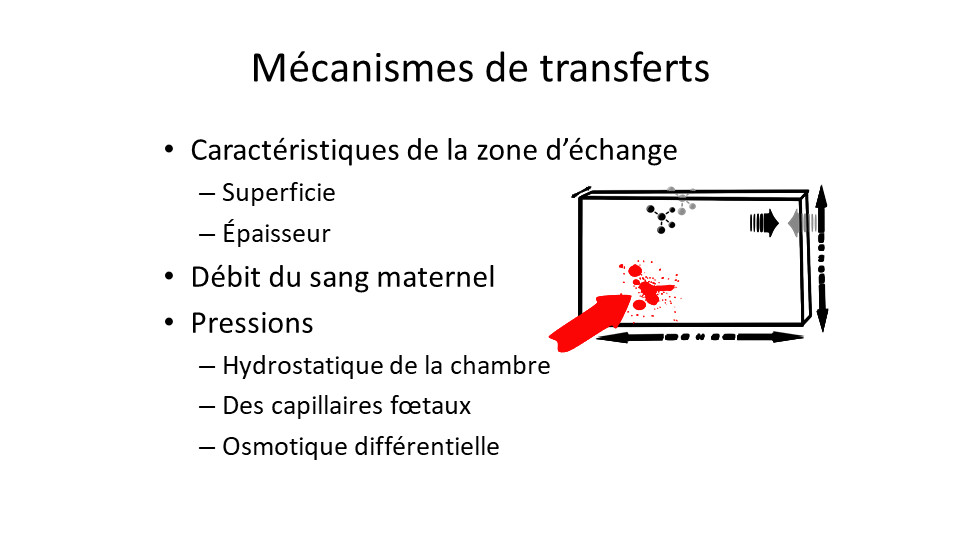 Mécanismes de transferts
• Caractéristiques de la zone d’échange
– Superficie
– Épaisseur
• Débit du sang maternel
• Pressions
– Hydrostatique de la chambre
– Des capillaires fœtaux
– Osmotique différentielle